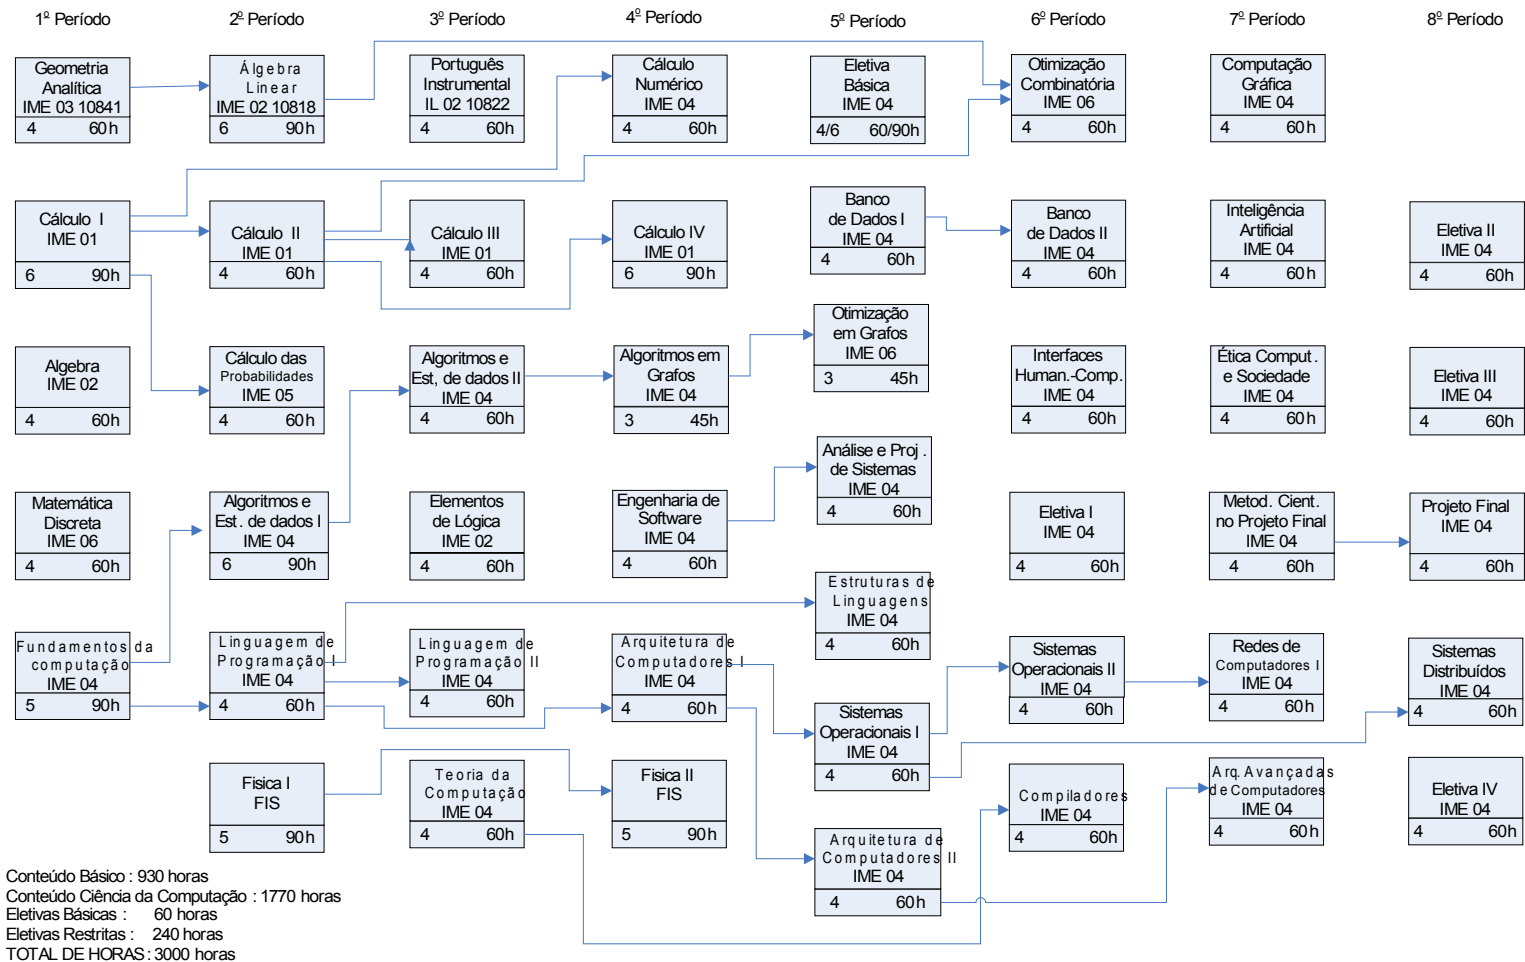 1º Período
2º Período
3º Período
4º Período
5º Período
6º Período
7º Período
8º Período
Geometria
Analítica
IME 03 10841
4 60h
Álgebra
Linear
IME 02 10818
6 90h
Português
Instrumental
IL 02 10822
4 60h
Cálculo
Numérico
IME 04
4 60h
Eletiva
Básica
IME 04
4/6 60/90h
Otimização
Combinatória
IME 06
4 60h
Computação
Gráfica
IME 04
4 60h
Cálculo I
IME 01
6 90h
Cálculo II
IME 01
4 60h
Cálculo III
IME 01
4 60h
Cálculo IV
IME 01
6 90h
Banco
de Dados I
IME 04
4 60h
Banco
de Dados II
IME 04
4 60h
Inteligência
Artificial
IME 04
4 60h
Eletiva II
IME 04
4 60h
Algebra
IME 02
4 60h
Cálculo das
Probabilidades
IME 05
4 60h
Algoritmos e
Est, de dados II
IME 04
4 60h
Algoritmos em
Grafos
IME 04
3 45h
Otimização
em Grafos
IME 06
3 45h
Interfaces
Human.-Comp.
IME 04
4 60h
Ética Comput.
e Sociedade
IME 04
4 60h
Eletiva III
IME 04
4 60h
Matemática
Discreta
IME 06
4 60h
Algoritmos e
Est. de dados I
IME 04
6 90h
Elementos
de Lógica
IME 02
4 60h
Engenharia de
Software
IME 04
4 60h
Análise e Proj.
de Sistemas
IME 04
4 60h
Eletiva I
IME 04
4 60h
Metod. Cient.
no Projeto Final
IME 04
4 60h
Projeto Final
IME 04
4 60h
Estruturas de
Linguagens
IME 04
4 60h
Fundamentos da
computação
IME 04
5 90h
Linguagem de
Programação I
IME 04
4 60h
Linguagem de
Programação II
IME 04
4 60h
Arquitetura de
Computadores I
IME 04
4 60h
Sistemas
Operacionais I
IME 04
4 60h
Sistemas
Operacionais II
IME 04
4 60h
Redes de
Computadores I
IME 04
4 60h
Sistemas
Distribuídos
IME 04
4 60h
Fisica I
FIS
5 90h
Teoria da
Computação
IME 04
4 60h
Fisica II
FIS
5 90h
Arquitetura de
Computadores II
IME 04
4 60h
Compiladores
IME 04
4 60h
Arq. Avançadas
de Computadores
IME 04
4 60h
Eletiva IV
IME 04
4 60h
Conteúdo Básico : 930 horas
Conteúdo Ciência da Computação : 1770 horas
Eletivas Básicas : 60 horas
Eletivas Restritas : 240 horas
TOTAL DE HORAS : 3000 horas